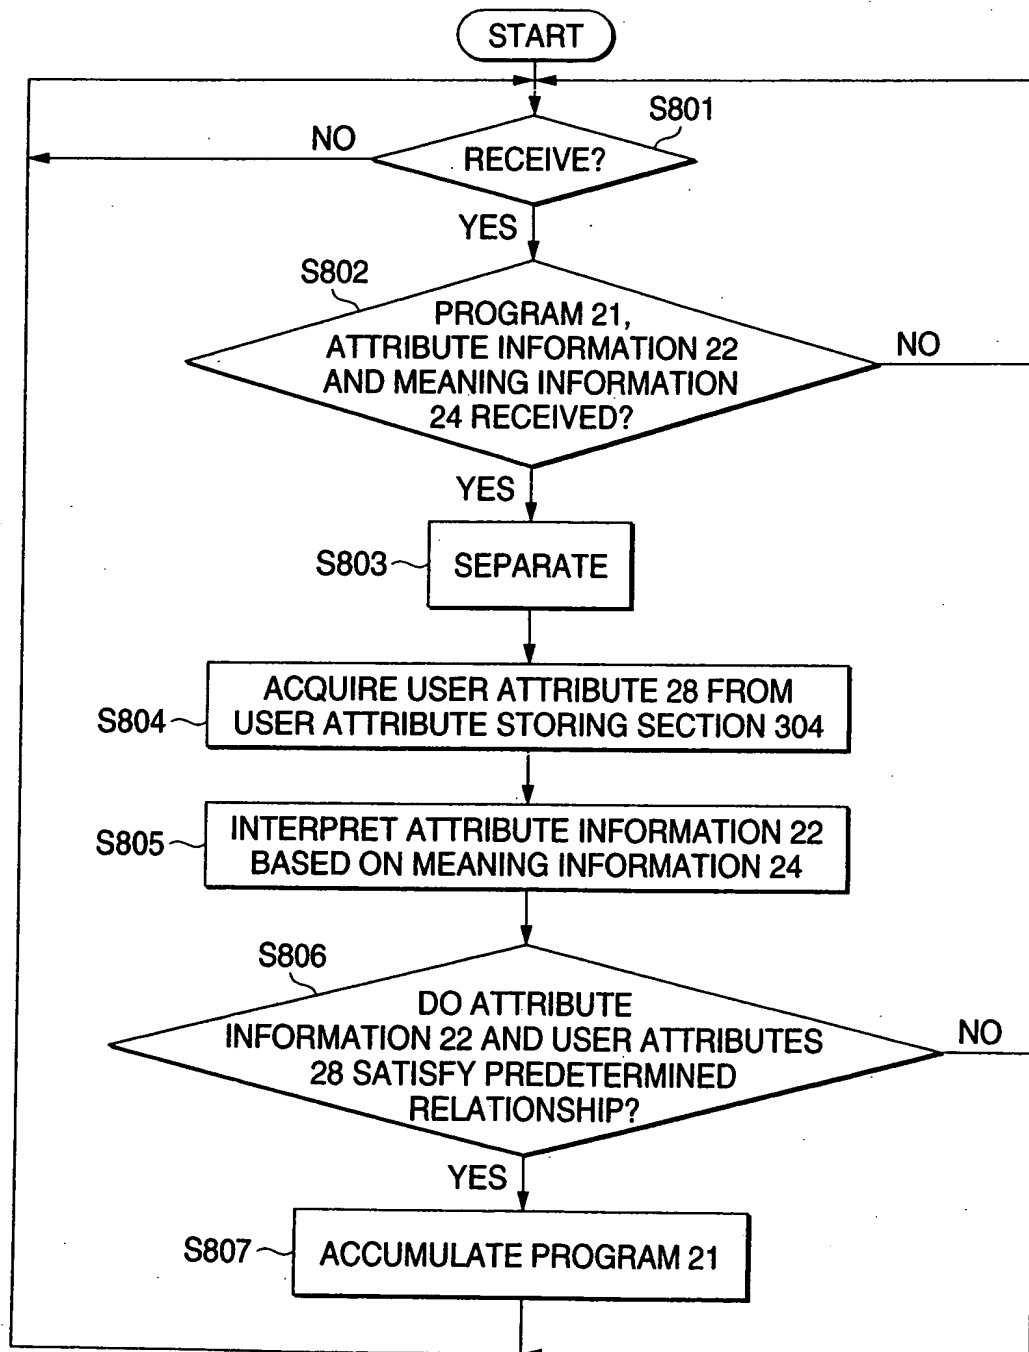 START
S801
NO
RECEIVE?
YES
S802
PROGRAM 21,
ATTRIBUTE INFORMATION 22
AND MEANING INFORMATION
24 RECEIVED?
NO
YES
S803
SEPARATE
S804
ACQUIRE USER ATTRIBUTE 28 FROM
USER ATTRIBUTE STORING SECTION 304
S805
INTERPRET ATTRIBUTE INFORMATION 22
BASED ON MEANING INFORMATION 24
S806
DO ATTRIBUTE
INFORMATION 22 AND USER ATTRIBUTES
28 SATISFY PREDETERMINED
RELATIONSHIP?
NO
YES
S807
ACCUMULATE PROGRAM 21